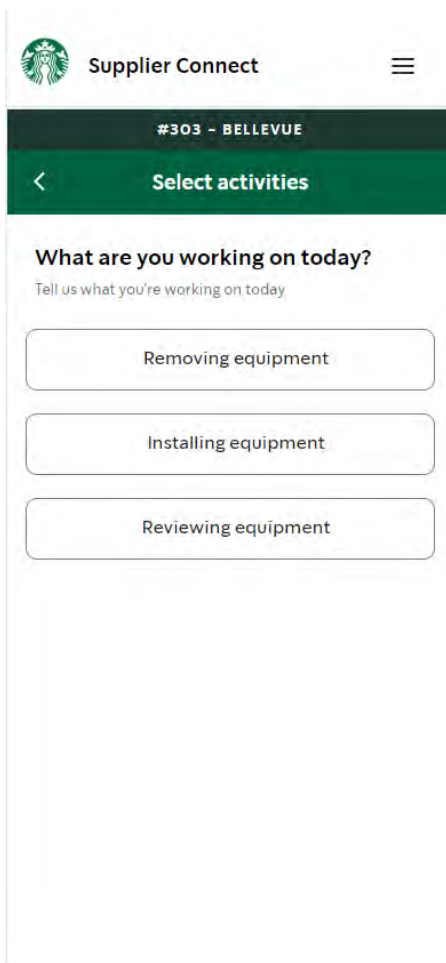 Supplier Connect
#303 – BELLEVUE
Select activities
What are you working on today?
Tell us what you're working on today
Removing equipment
Installing equipment
Reviewing equipment